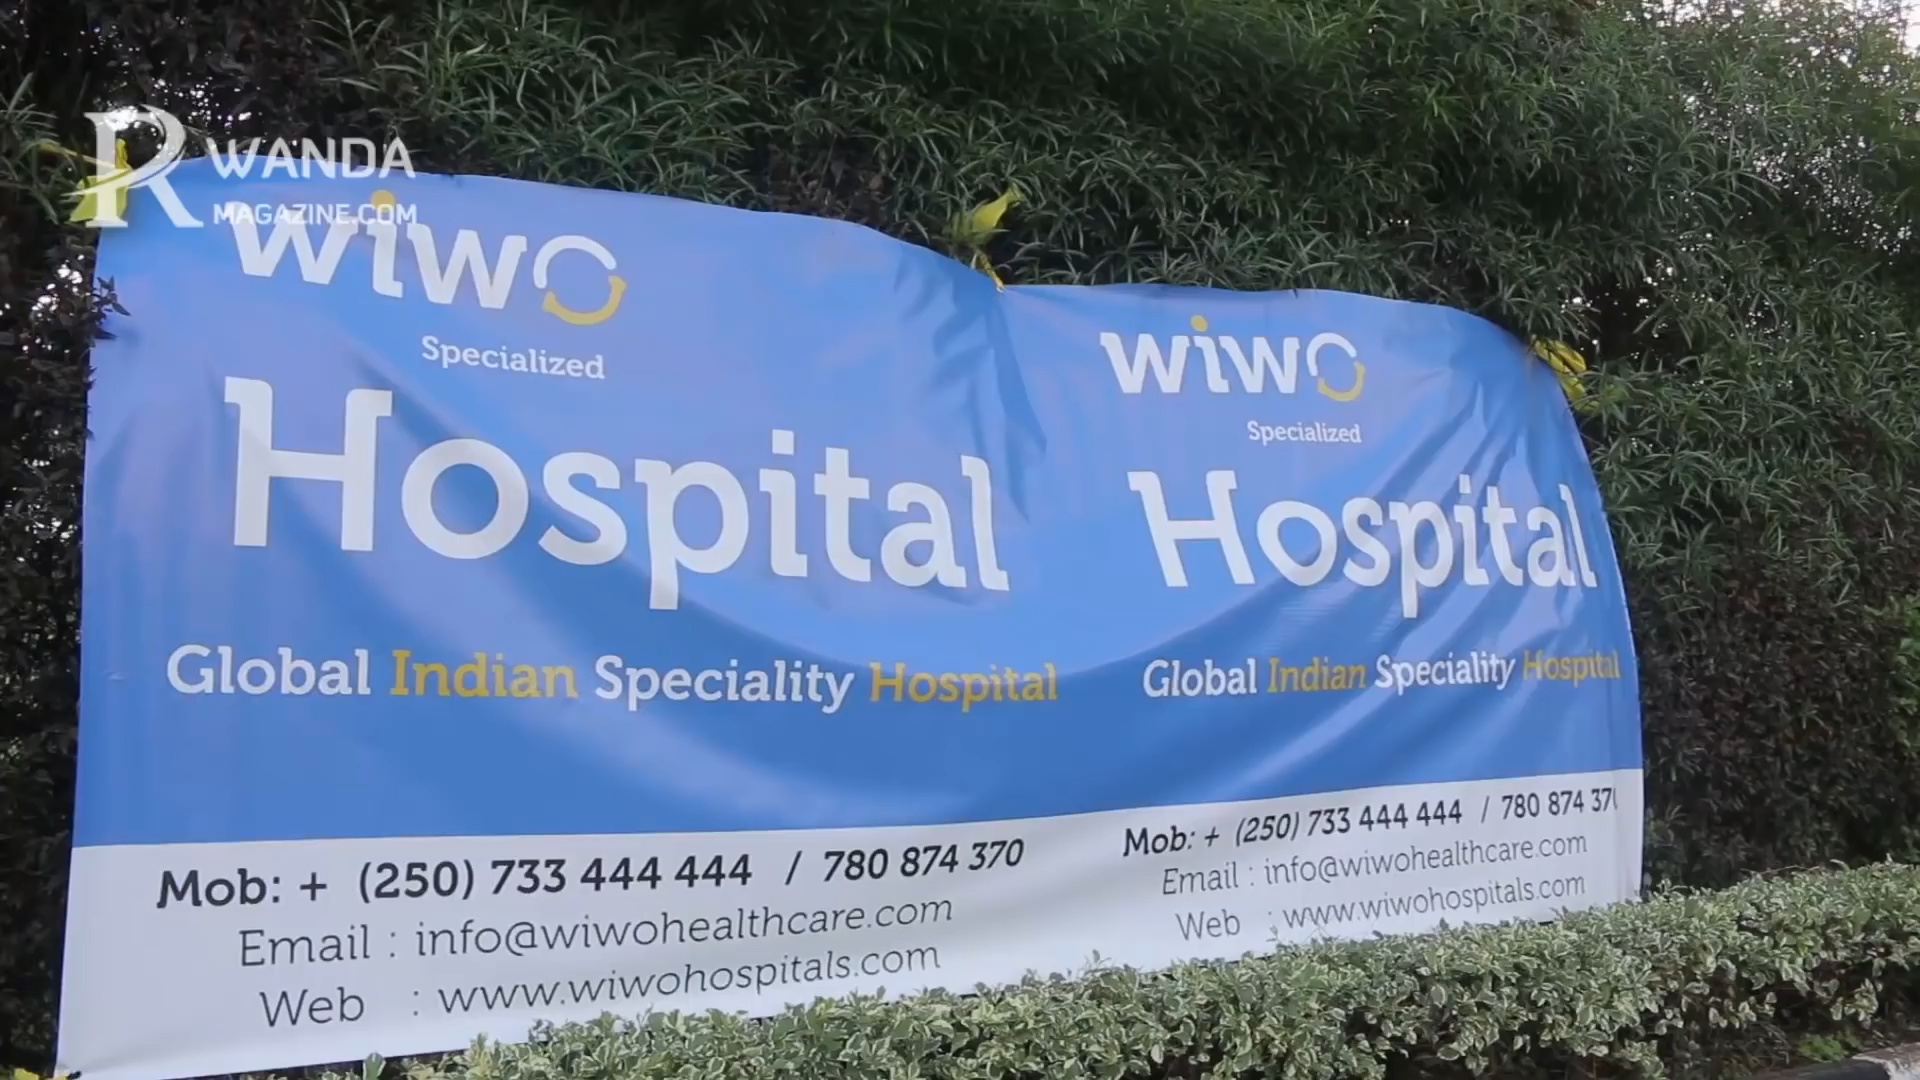 RWANDA
MAGAZINE.COM
wiwo
Specialized
Hospital
Global Indian Speciality Hospital
Mob: + (250) 733 444 444 / 780 874 370
Email : info@wiwohealthcare.com
Web : www.wiwohospitals.com
wiwo
Specialized
Hospital
Global Indian Speciality Hospital
Mob: + (250) 733 444 444 / 780 874 370
Email : info@wiwohealthcare.com
Web : www.wiwohospitals.com